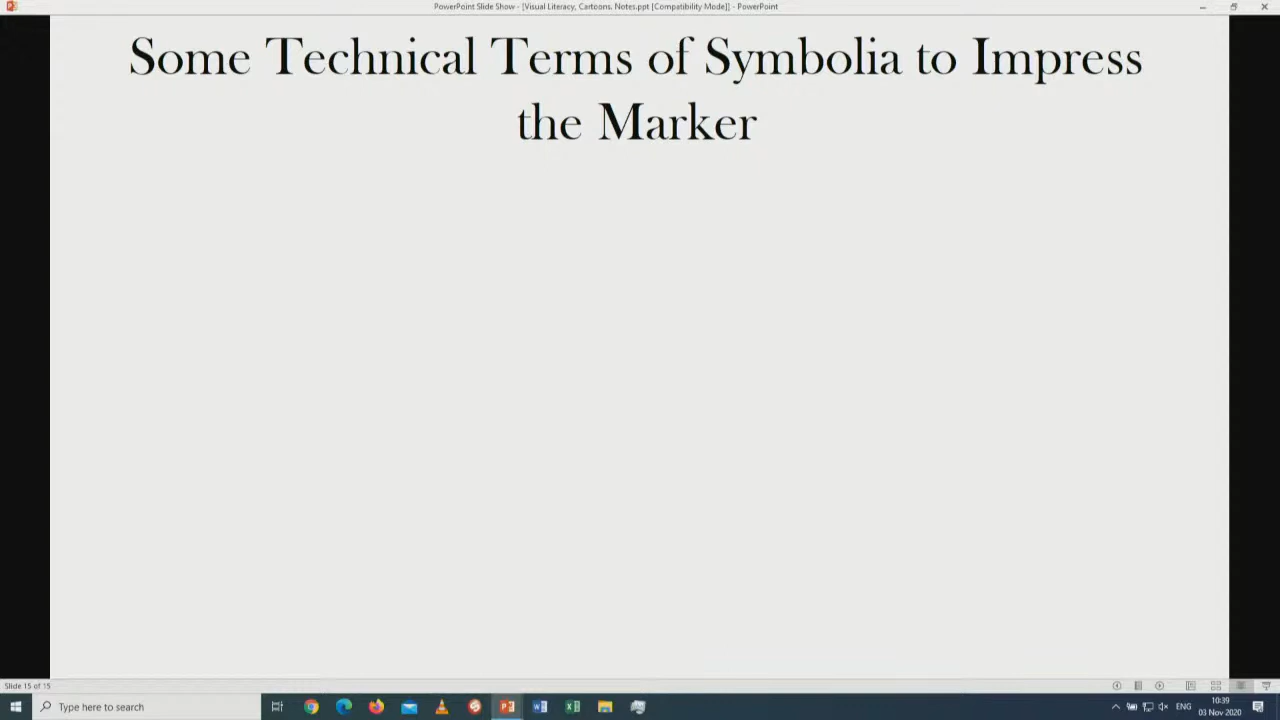 PowerPoint Slide Show - [Visual Literacy, Cartoons. Notes.ppt [Compatibility Mode]] - PowerPoint
Some Technical Terms of Symbolia to Impress
the Marker
Slide 15 of 15
Type here to search
ENG
10:39
03 Nov 2020